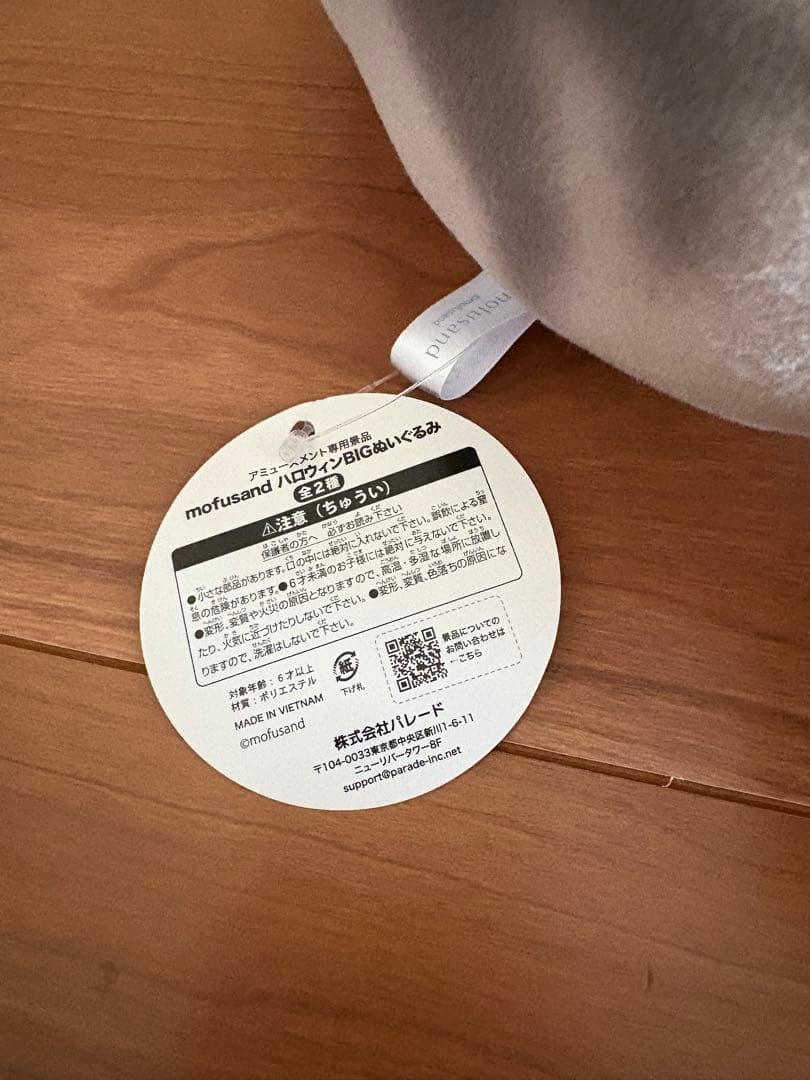 mofusand
アミューズメント専用景品
mofusand ハロウィンBIGぬいぐるみ
全2種
⚠注意（ちゅうい）
保護者の方へ 必ずお読み下さい
●小さな部品があります。口の中には絶対に入れないで下さい。誤飲による窒
息の危険があります。●6才未満のお子様には絶対に与えないで下さい。
●変形、変質や火災の原因となりますので、高温・多湿な場所に放置し
たり、火気に近づけたりしないで下さい。●変形、変質、色落ちの原因にな
りますので、洗濯はしないで下さい。
対象年齢：6才以上
材質：ポリエステル
MADE IN VIETNAM
©mofusand
紙
下げ札
景品についての
お問い合わせは
←こちら
株式会社パレード
〒104-0033東京都中央区新川1-6-11
ニューリバータワー8F
support@parade-inc.net